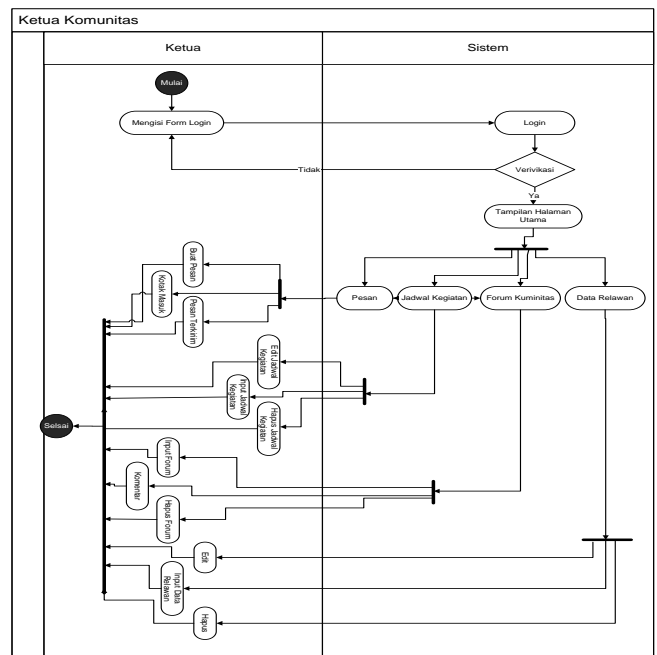 Ketua Komunitas
Ketua
Sistem
Mulai
Mengisi Form Login
Login
Tidak
Verivikasi
Ya
Tampilan Halaman
Utama
Buat Pesan
Kotak Masuk
Pesan Terkirim
Pesan
Jadwal Kegiatan
Forum Kuminitas
Data Relawan
Edit Jadwal
Kegiatan
Input Jadwal
Kegiatan
Hapus Jadwal
Kegiatan
Selsai
Input Forum
Komentar
Hapus Forum
Edit
Input Data
Relawan
Hapus